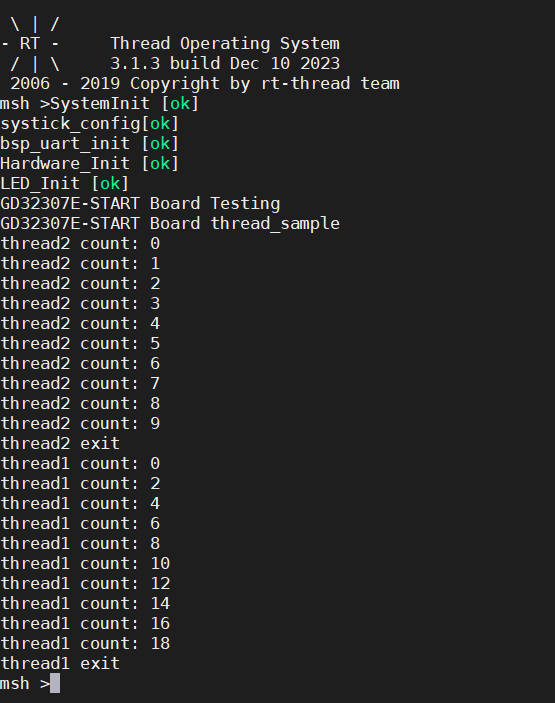 \ | /
- RT -     Thread Operating System
 / | \     3.1.3 build Dec 10 2023
 2006 - 2019 Copyright by rt-thread team
msh >SystemInit [ok]
systick_config[ok]
bsp_uart_init [ok]
Hardware_Init [ok]
LED_Init [ok]
GD32307E-START Board Testing
GD32307E-START Board thread_sample
thread2 count: 0
thread2 count: 1
thread2 count: 2
thread2 count: 3
thread2 count: 4
thread2 count: 5
thread2 count: 6
thread2 count: 7
thread2 count: 8
thread2 count: 9
thread2 exit
thread1 count: 0
thread1 count: 2
thread1 count: 4
thread1 count: 6
thread1 count: 8
thread1 count: 10
thread1 count: 12
thread1 count: 14
thread1 count: 16
thread1 count: 18
thread1 exit
msh >